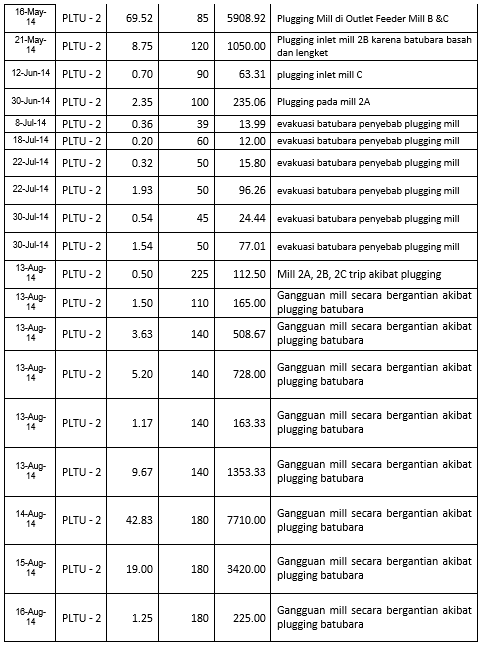 16-May-14 PLTU - 2 69.52 85 5908.92 Plugging Mill di Outlet Feeder Mill B &C
21-May-14 PLTU - 2 8.75 120 1050.00 Plugging inlet mill 2B karena batubara basah
dan lengket
12-Jun-14 PLTU - 2 0.70 90 63.31 plugging inlet mill C
30-Jun-14 PLTU - 2 2.35 100 235.06 Plugging pada mill 2A
8-Jul-14 PLTU - 2 0.36 39 13.99 evakuasi batubara penyebab plugging mill
18-Jul-14 PLTU - 2 0.20 60 12.00 evakuasi batubara penyebab plugging mill
22-Jul-14 PLTU - 2 0.32 50 15.80 evakuasi batubara penyebab plugging mill
22-Jul-14 PLTU - 2 1.93 50 96.26 evakuasi batubara penyebab plugging mill
30-Jul-14 PLTU - 2 0.54 45 24.44 evakuasi batubara penyebab plugging mill
30-Jul-14 PLTU - 2 1.54 50 77.01 evakuasi batubara penyebab plugging mill
13-Aug-14 PLTU - 2 0.50 225 112.50 Mill 2A, 2B, 2C trip akibat plugging
13-Aug-14 PLTU - 2 1.50 110 165.00 Gangguan mill secara bergantian akibat
plugging batubara
13-Aug-14 PLTU - 2 3.63 140 508.67 Gangguan mill secara bergantian akibat
plugging batubara
13-Aug-14 PLTU - 2 5.20 140 728.00 Gangguan mill secara bergantian akibat
plugging batubara
13-Aug-14 PLTU - 2 1.17 140 163.33 Gangguan mill secara bergantian akibat
plugging batubara
13-Aug-14 PLTU - 2 9.67 140 1353.33 Gangguan mill secara bergantian akibat
plugging batubara
14-Aug-14 PLTU - 2 42.83 180 7710.00 Gangguan mill secara bergantian akibat
plugging batubara
15-Aug-14 PLTU - 2 19.00 180 3420.00 Gangguan mill secara bergantian akibat
plugging batubara
16-Aug-14 PLTU - 2 1.25 180 225.00 Gangguan mill secara bergantian akibat
plugging batubara